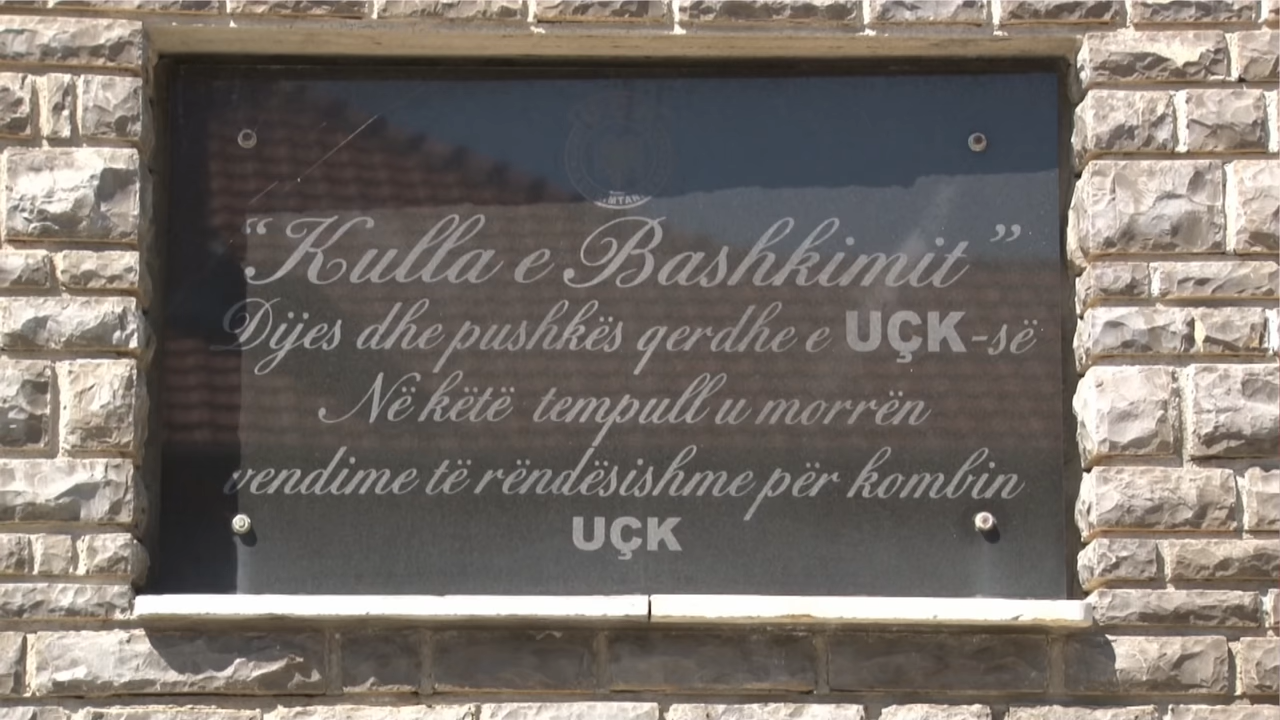 “Kulla e Bashkimit”
Dijes dhe pushkës qerdhe e UÇK-së
Në këtë tempull u morrën
vendime të rëndësishme për kombin
UÇK